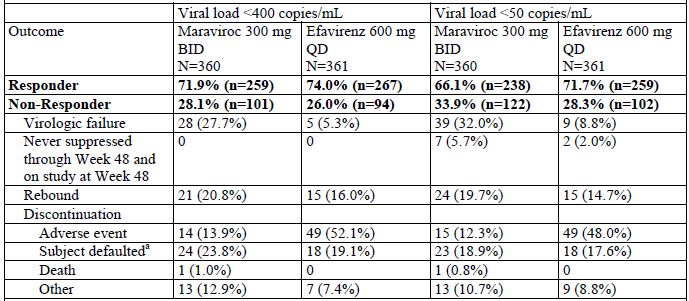 Viral load <400 copies/mL Viral load <50 copies/mL
Outcome Maraviroc 300 mg Efavirenz 600 mg Maraviroc 300 mg Efavirenz 600 mg
BID QD BID QD
N=360 N=361 N=360 N=361
Responder 71.9% (n=259) 74.0% (n=267) 66.1% (n=238) 71.7% (n=259)
Non-Responder 28.1% (n=101) 26.0% (n=94) 33.9% (n=122) 28.3% (n=102)
Virologic failure 28 (27.7%) 5 (5.3%) 39 (32.0%) 9 (8.8%)
Never suppressed 0 0 7 (5.7%) 2 (2.0%)
through Week 48 and
on study at Week 48
Rebound 21 (20.8%) 15 (16.0%) 24 (19.7%) 15 (14.7%)
Discontinuation
Adverse event 14 (13.9%) 49 (52.1%) 15 (12.3%) 49 (48.0%)
Subject defaultedª 24 (23.8%) 18 (19.1%) 23 (18.9%) 18 (17.6%)
Death 1 (1.0%) 0 1 (0.8%) 0
Other 13 (12.9%) 7 (7.4%) 13 (10.7%) 9 (8.8%)